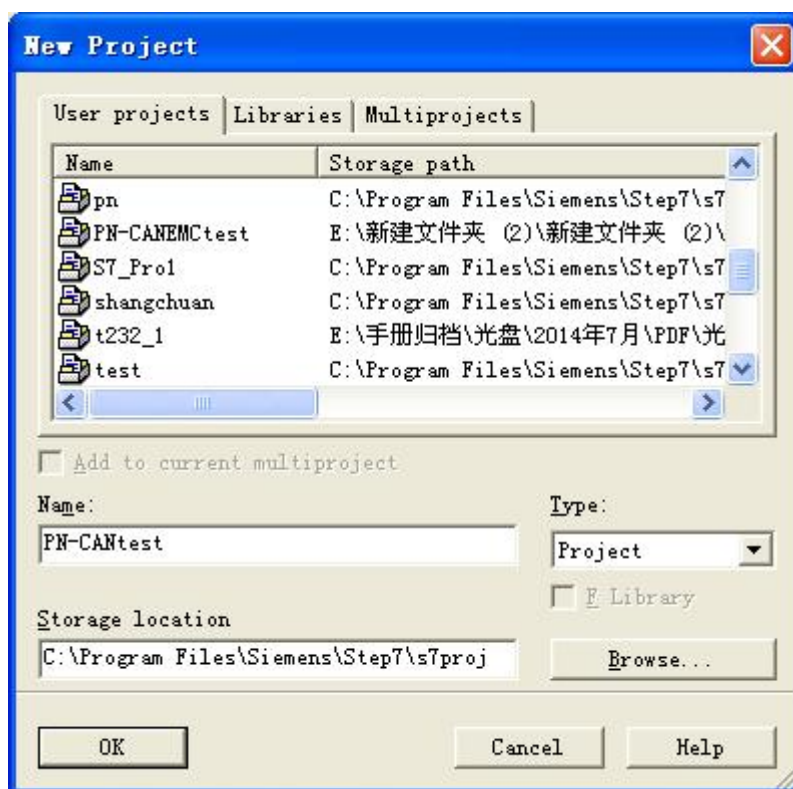 New Project
User projects Libraries Multiprojects
Name Storage path
pn C:\Program Files\Siemens\Step7\s7
PN-CANEMCtest E:\新建文件夹 (2)\新建文件夹 (2)\
S7_Pro1 C:\Program Files\Siemens\Step7\s7
shangchuan C:\Program Files\Siemens\Step7\s7
t232_1 E:\手册归档\光盘\2014年7月\PDF\光
test C:\Program Files\Siemens\Step7\s7
Add to current multiproject
Name: Type:
PN-CANtest Project
F Library
Storage location
C:\Program Files\Siemens\Step7\s7proj Browse...
OK Cancel Help